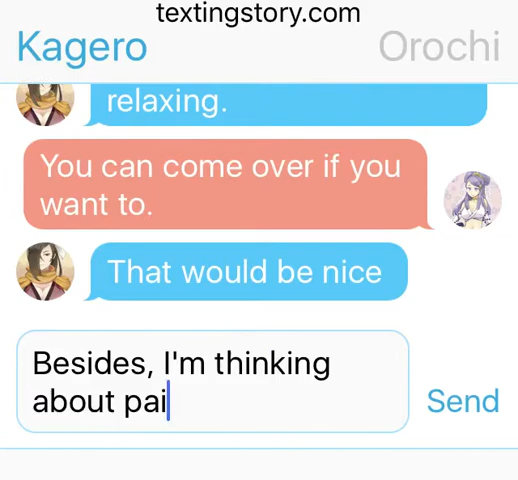 textingstory.com
Kagero Orochi
relaxing.
You can come over if you
want to.
That would be nice
Besides, I'm thinking
about pai
Send